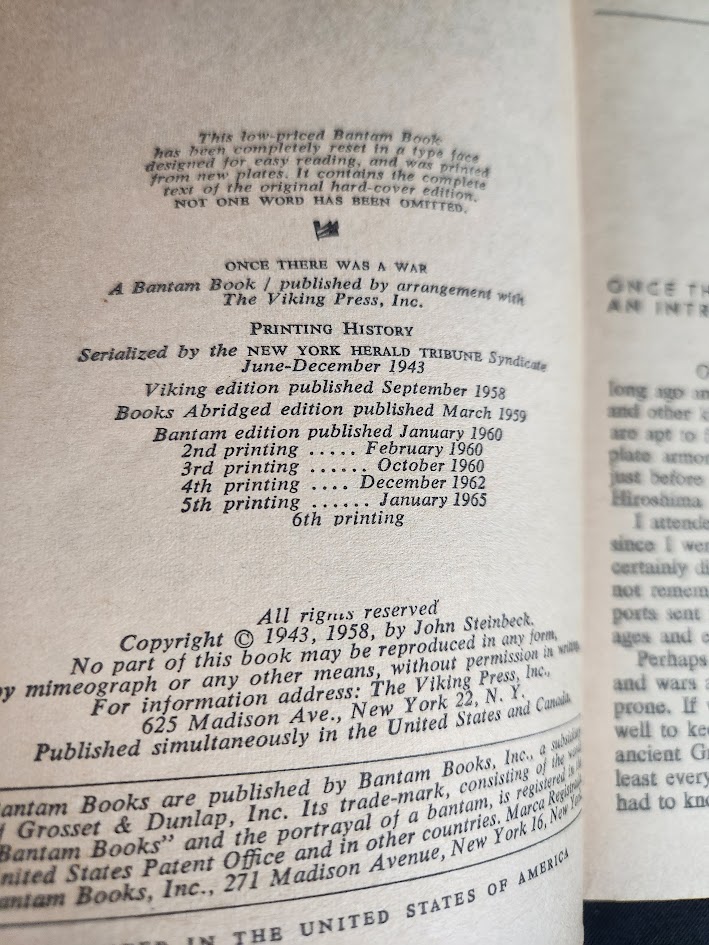 This low-priced Bantam Book
has been completely reset in a type face
designed for easy reading, and was printed
from new plates. It contains the complete
text of the original hard-cover edition.
NOT ONE WORD HAS BEEN OMITTED.
ONCE THERE WAS A WAR
A Bantam Book / published by arrangement with
The Viking Press, Inc.
PRINTING HISTORY
Serialized by the NEW YORK HERALD TRIBUNE Syndicate
June-December 1943
Viking edition published September 1958
Books Abridged edition published March 1959
Bantam edition published January 1960
2nd printing ..... February 1960
3rd printing ...... October 1960
4th printing .... December 1962
5th printing ...... January 1965
6th printing
All rights reserved
Copyright © 1943, 1958, by John Steinbeck.
No part of this book may be reproduced in any form,
by mimeograph or any other means, without permission in writing.
For information address: The Viking Press, Inc.,
625 Madison Ave., New York 22, N. Y.
Published simultaneously in the United States and Canada.
antam Books are published by Bantam Books, Inc., a subsidiary
f Grosset & Dunlap, Inc. Its trade-mark, consisting of the words
Bantam Books" and the portrayal of a bantam, is registered in the
nited States Patent Office and in other countries. Marca Registrada
antam Books, Inc., 271 Madison Avenue, New York 16, New York
IN THE UNITED STATES OF AMERICA
ONCE TH
AN INTR
O
long ago
and other
are apt to
plate armor
just before
Hiroshima
I attende
since I wer
certainly di
not remem
ports sent
ages and
Perhaps
and wars
prone. If
well to kee
ancient Gr
least every
had to kno